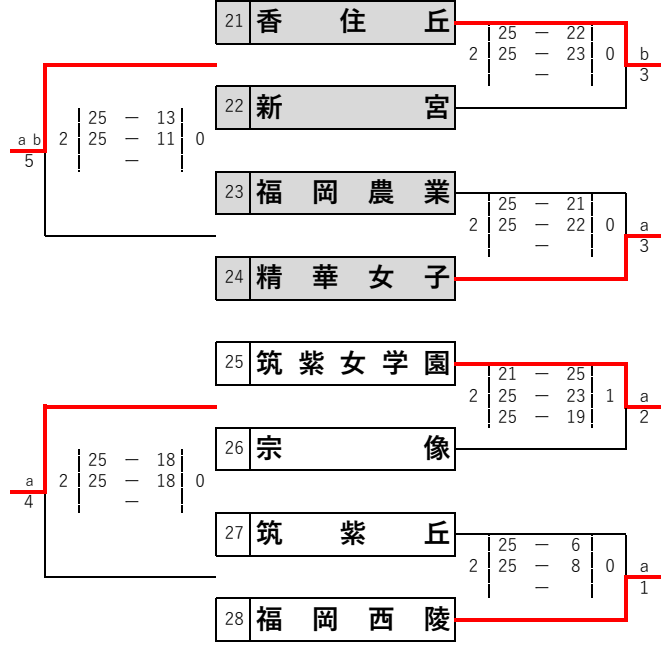 21 香住丘
25 — 22
2 25 — 23 0
—
b
3
22 新宮
25 — 13
2 25 — 11 0
—
a b
5
23 福岡農業
25 — 21
2 25 — 22 0
—
a
3
24 精華女子
25 筑紫女学園
21 — 25
2 25 — 23 1
25 — 19
a
2
26 宗像
25 — 18
2 25 — 18 0
—
a
4
27 筑紫丘
25 — 6
2 25 — 8 0
—
a
1
28 福岡西陵